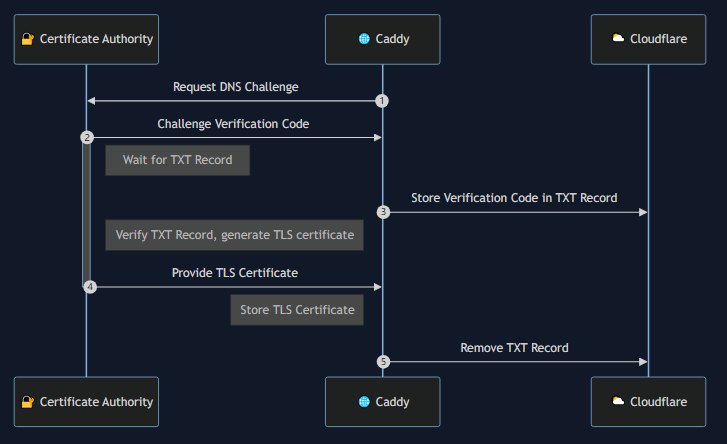 Certificate Authority
Caddy
Cloudflare
Request DNS Challenge
1
Challenge Verification Code
2
Wait for TXT Record
Store Verification Code in TXT Record
3
Verify TXT Record, generate TLS certificate
Provide TLS Certificate
4
Store TLS Certificate
Remove TXT Record
5
Certificate Authority
Caddy
Cloudflare